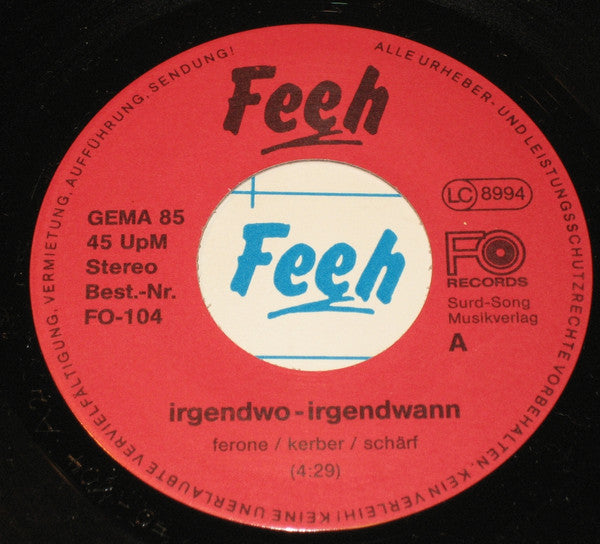 ALLE URHEBER- UND LEISTUNGSSCHUTZRECHTE VORBEHALTEN. KEIN VERLEIH! KEINE UNERLAUBTE VERVIELFÄLTIGUNG, VERMIETUNG, AUFFÜHRUNG, SENDUNG!
Feeh
GEMA 85
45 UpM
Stereo
Best.-Nr.
FO-104
Feeh
LC 8994
FO
RECORDS
Surd-Song
Musikverlag
A
irgendwo-irgendwann
ferone / kerber / schärf
(4:29)